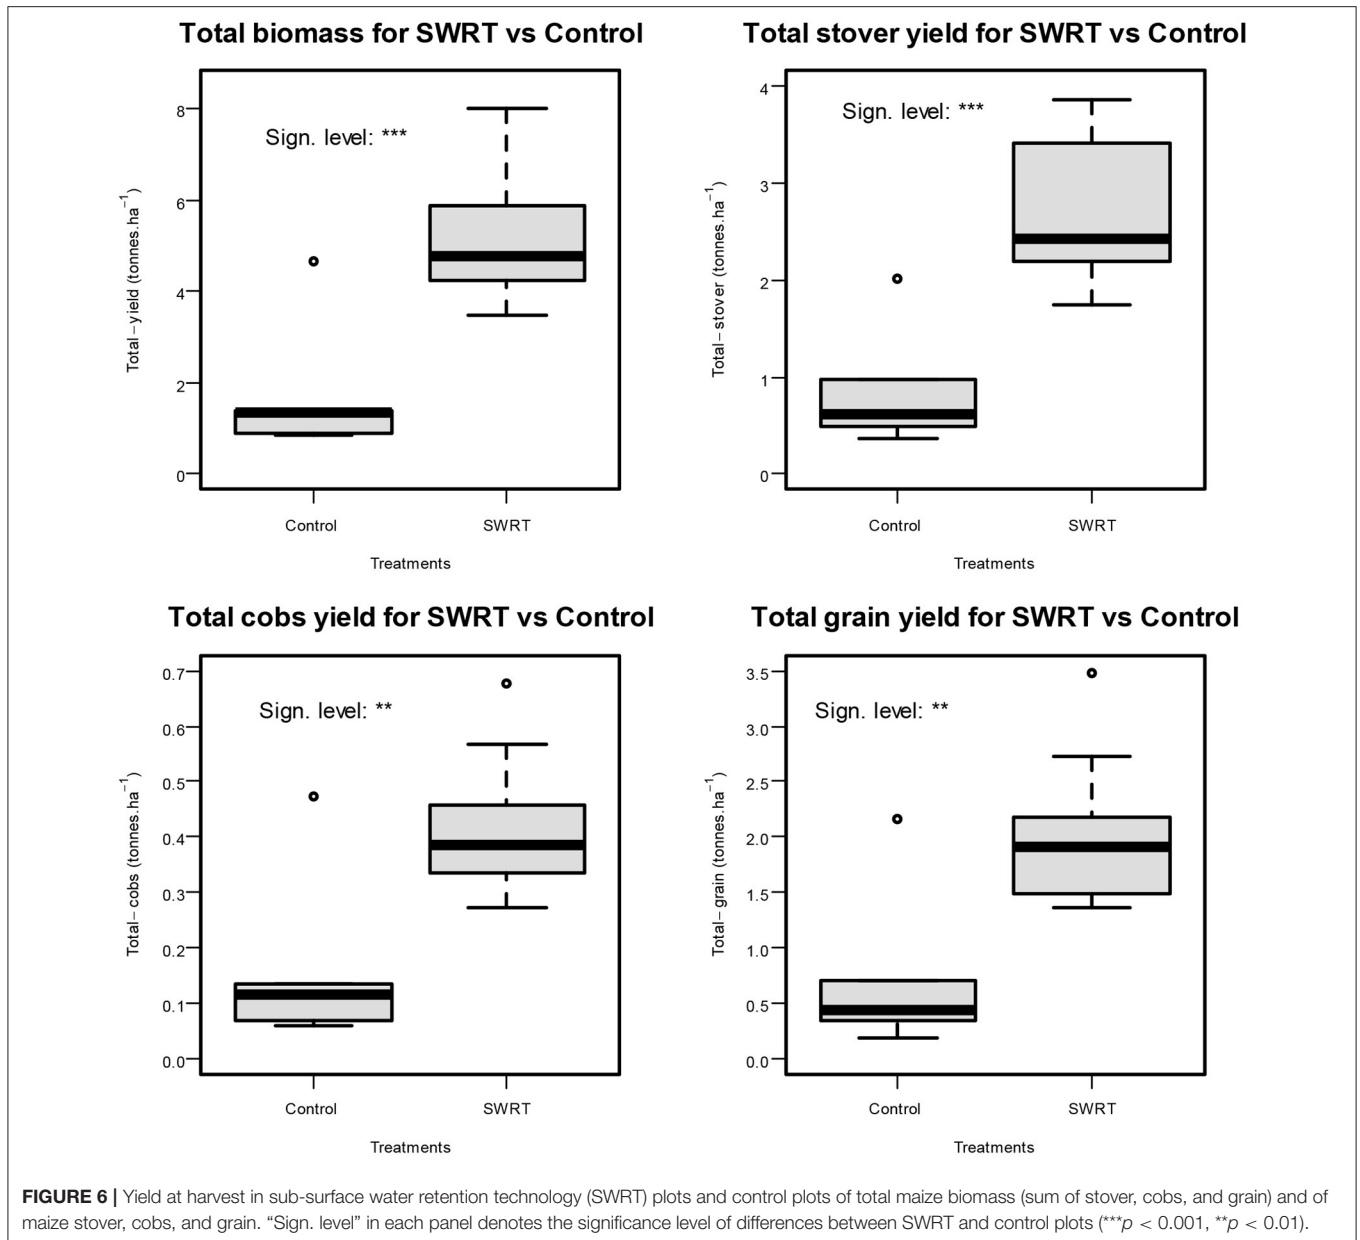 Total biomass for SWRT vs Control
Sign. level: ***
Total-yield (tonnes.ha⁻¹)
8
6
4
2
0
Control
SWRT
Treatments
Total stover yield for SWRT vs Control
Sign. level: ***
Total-stover (tonnes.ha⁻¹)
4
3
2
1
0
Control
SWRT
Treatments
Total cobs yield for SWRT vs Control
Sign. level: **
Total-cobs (tonnes.ha⁻¹)
0.7
0.6
0.5
0.4
0.3
0.2
0.1
0.0
Control
SWRT
Treatments
Total grain yield for SWRT vs Control
Sign. level: **
Total-grain (tonnes.ha⁻¹)
3.5
3.0
2.5
2.0
1.5
1.0
0.5
0.0
Control
SWRT
Treatments
FIGURE 6 | Yield at harvest in sub-surface water retention technology (SWRT) plots and control plots of total maize biomass (sum of stover, cobs, and grain) and of
maize stover, cobs, and grain. “Sign. level” in each panel denotes the significance level of differences between SWRT and control plots (***p < 0.001, **p < 0.01).